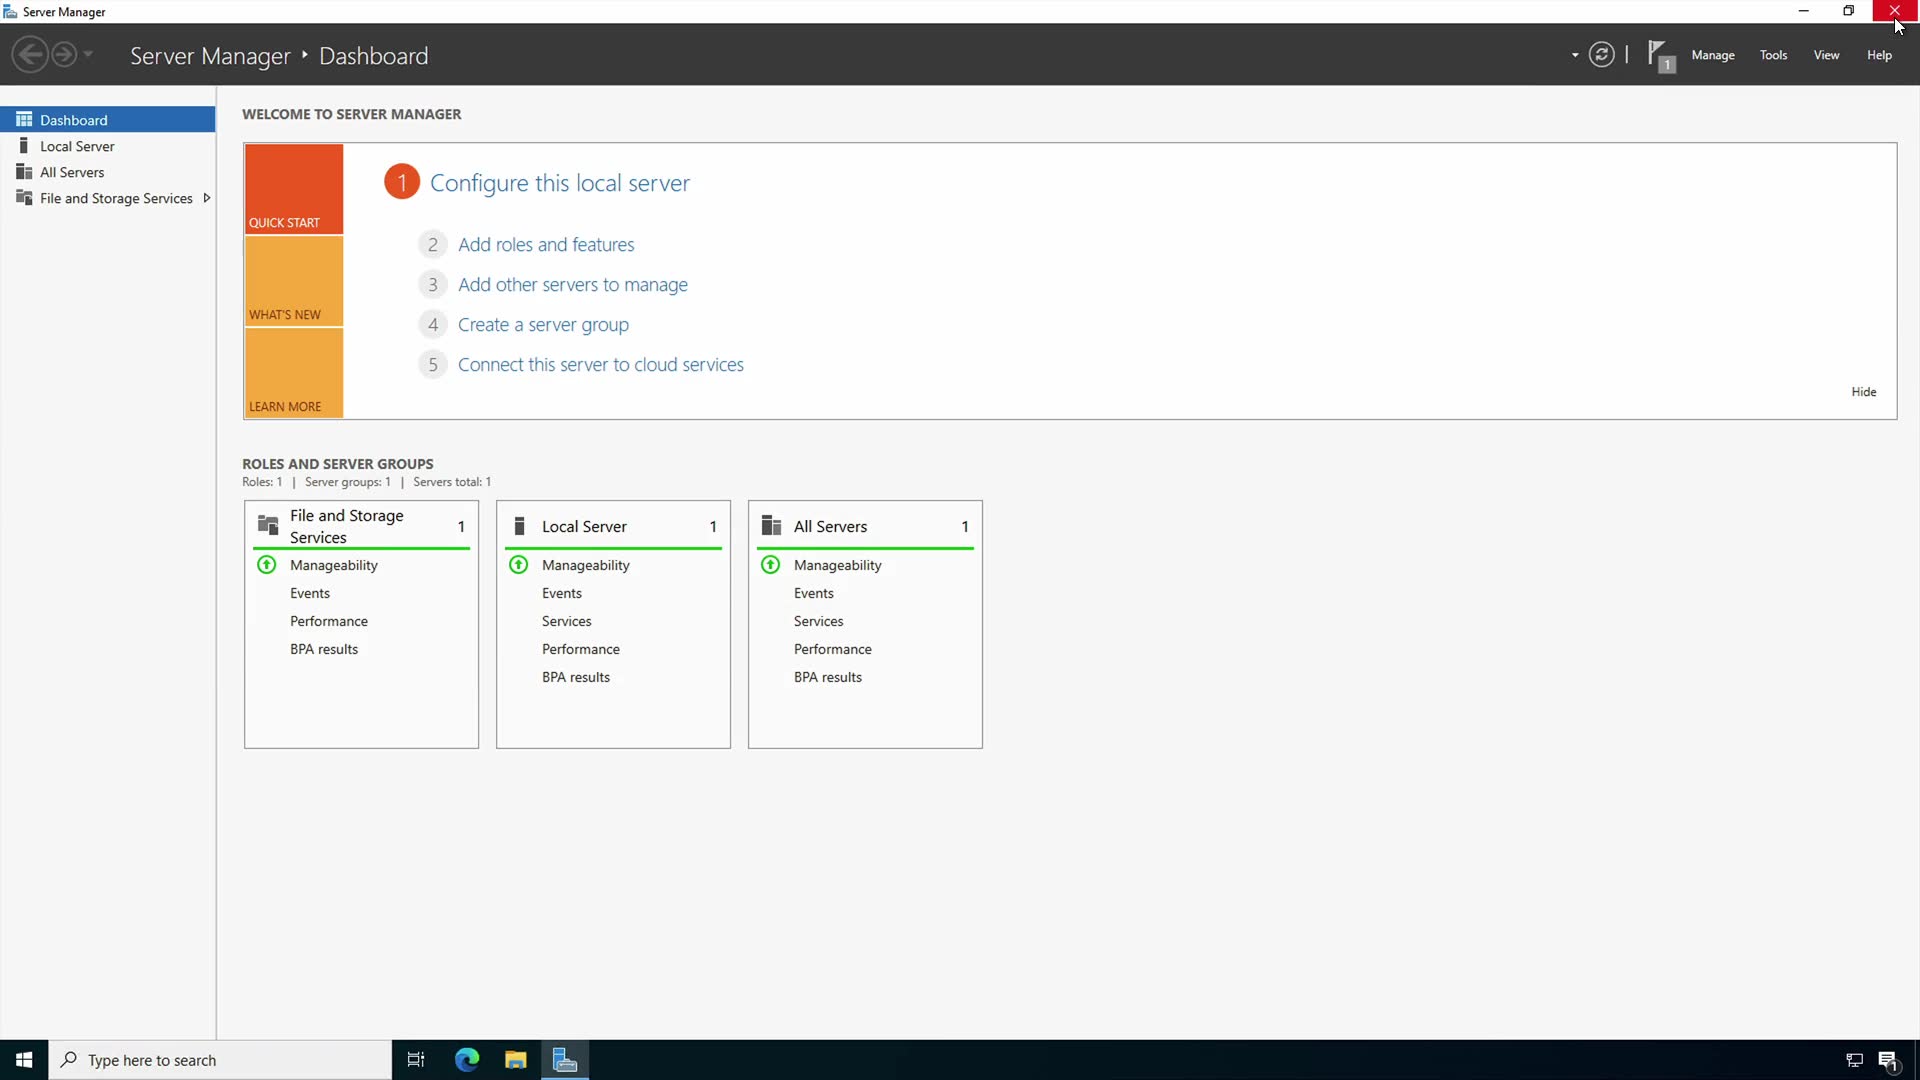 Server Manager
Server Manager ‣ Dashboard
1
Manage
Tools
View
Help
Dashboard
Local Server
All Servers
File and Storage Services
WELCOME TO SERVER MANAGER
QUICK START
WHAT'S NEW
LEARN MORE
1 Configure this local server
2 Add roles and features
3 Add other servers to manage
4 Create a server group
5 Connect this server to cloud services
Hide
ROLES AND SERVER GROUPS
Roles: 1 | Server groups: 1 | Servers total: 1
File and Storage
Services
1
Manageability
Events
Performance
BPA results
Local Server 1
Manageability
Events
Services
Performance
BPA results
All Servers 1
Manageability
Events
Services
Performance
BPA results
Type here to search
1